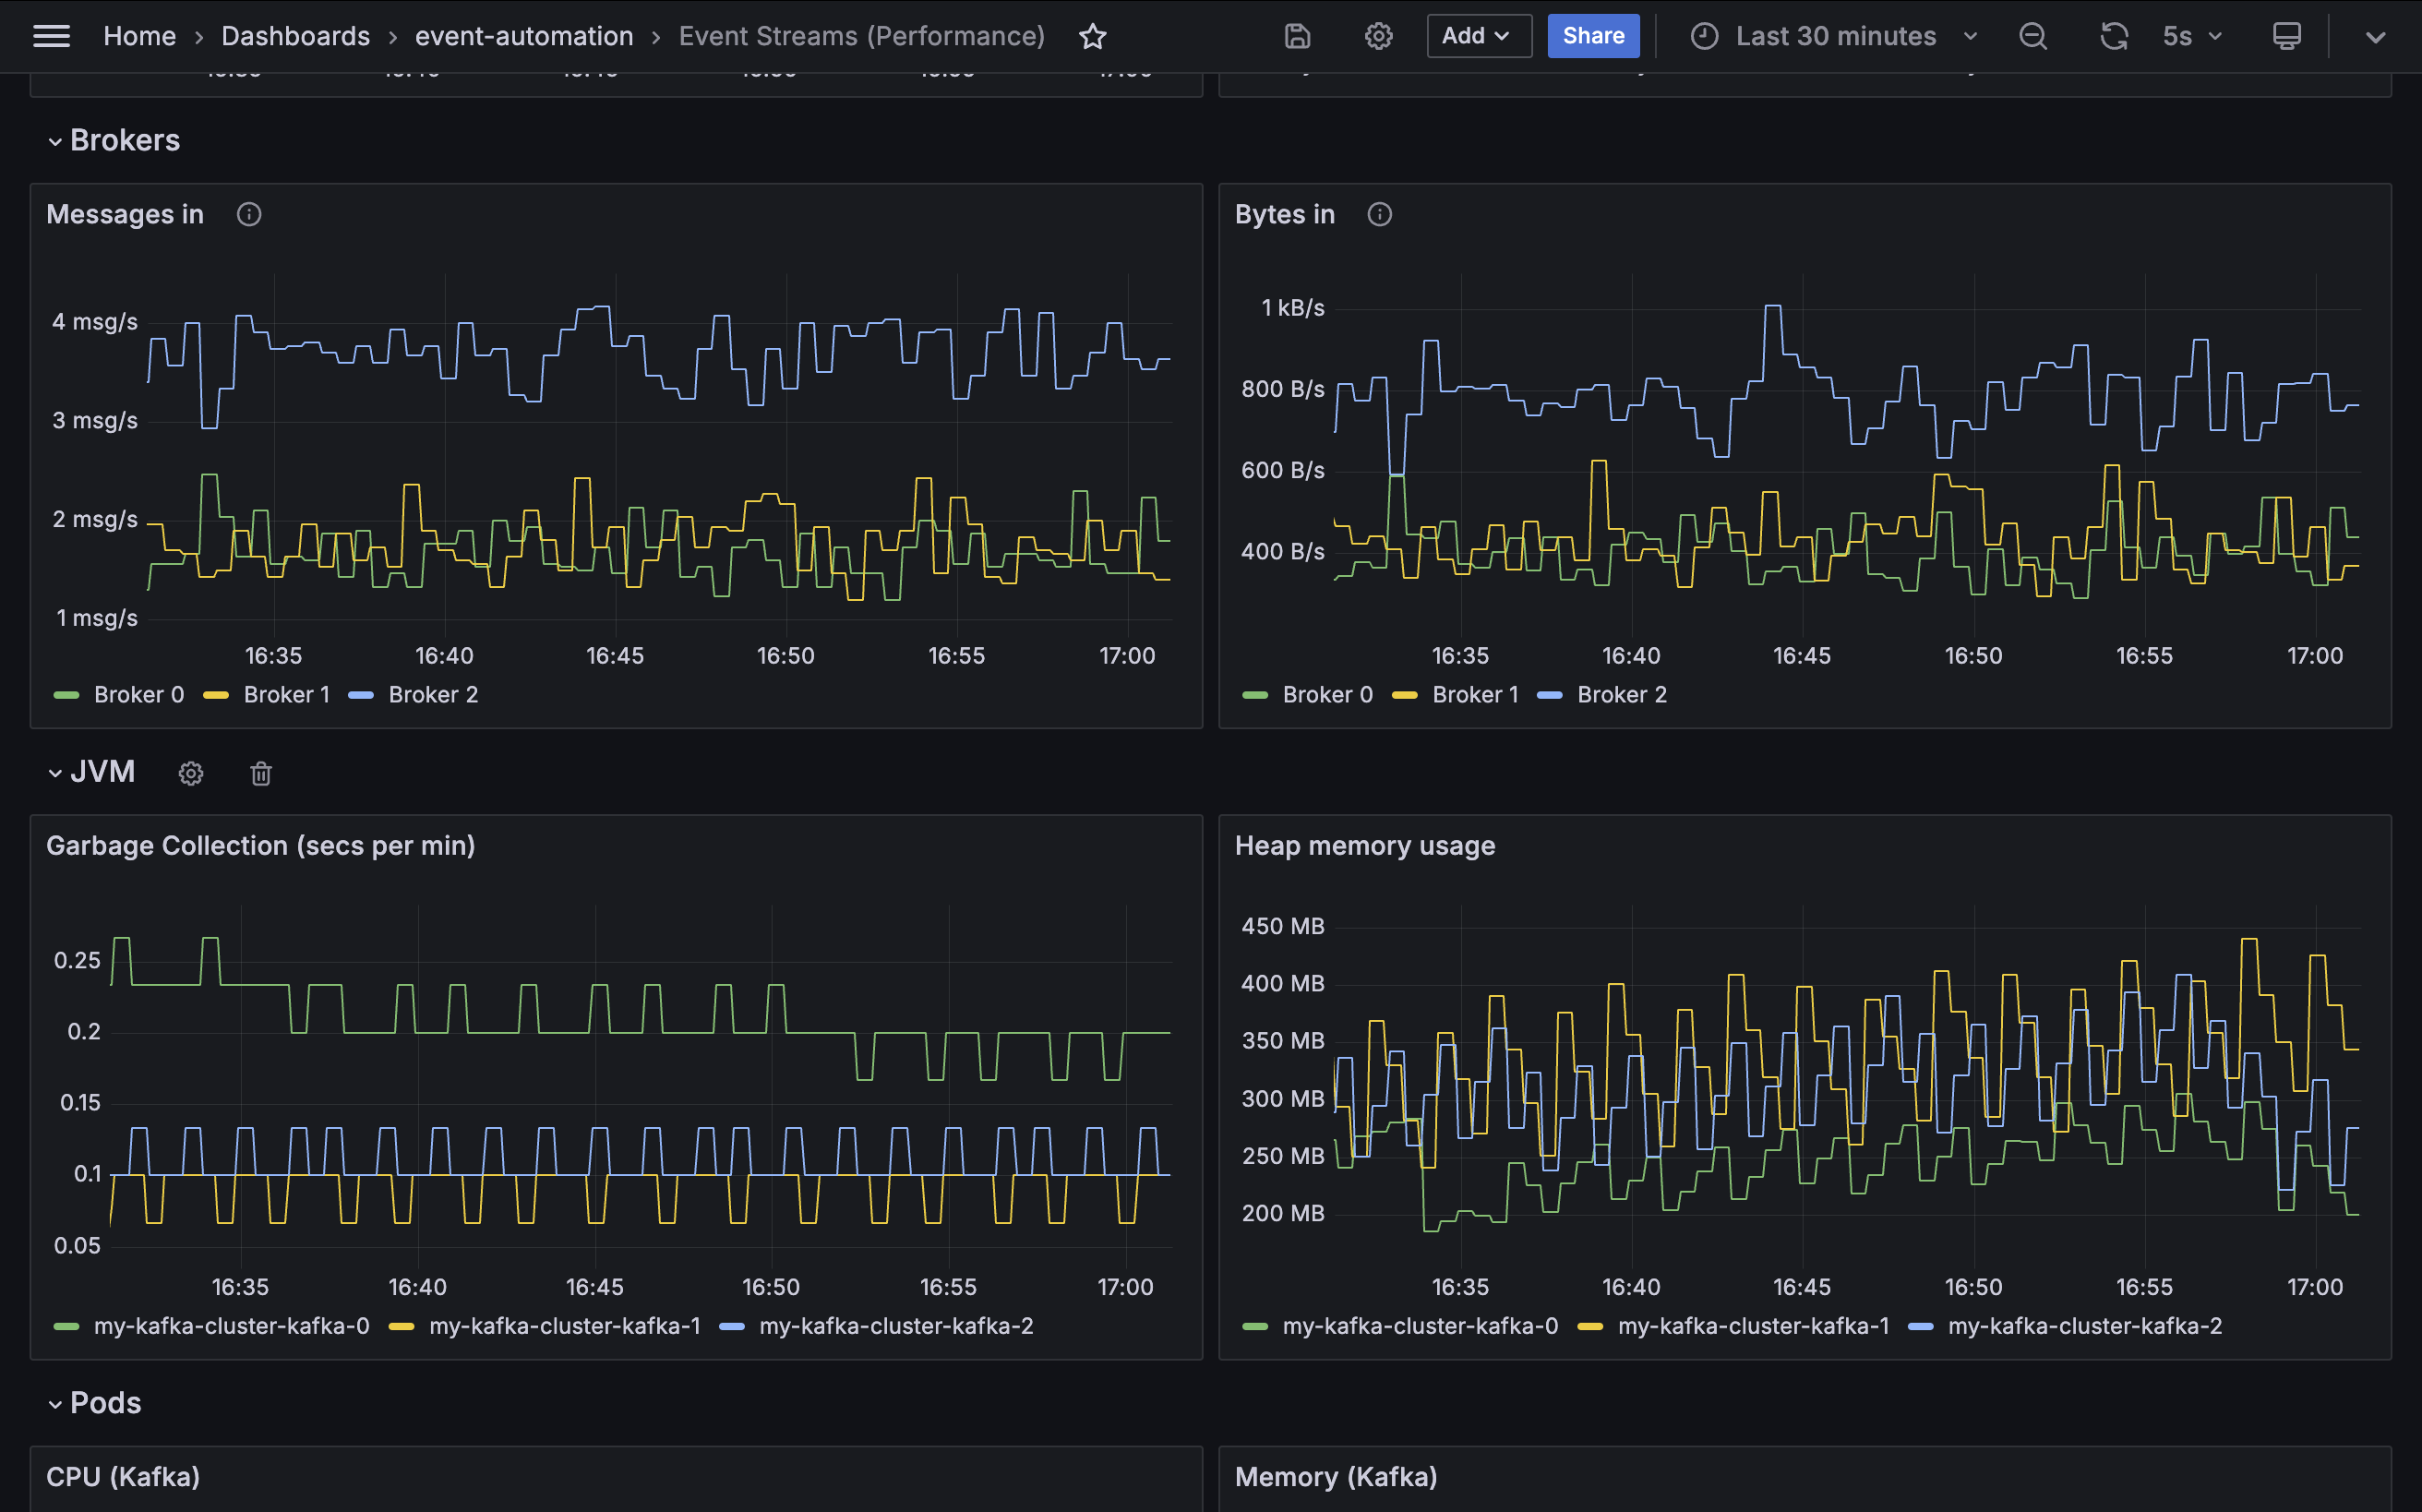 Home › Dashboards › event-automation › Event Streams (Performance)
Add
Share
Last 30 minutes
5s
Brokers
Messages in
4 msg/s
3 msg/s
2 msg/s
1 msg/s
16:35 16:40 16:45 16:50 16:55 17:00
Broker 0 Broker 1 Broker 2
Bytes in
1 kB/s
800 B/s
600 B/s
400 B/s
16:35 16:40 16:45 16:50 16:55 17:00
Broker 0 Broker 1 Broker 2
JVM
Garbage Collection (secs per min)
0.25
0.2
0.15
0.1
0.05
16:35 16:40 16:45 16:50 16:55 17:00
my-kafka-cluster-kafka-0 my-kafka-cluster-kafka-1 my-kafka-cluster-kafka-2
Heap memory usage
450 MB
400 MB
350 MB
300 MB
250 MB
200 MB
16:35 16:40 16:45 16:50 16:55 17:00
my-kafka-cluster-kafka-0 my-kafka-cluster-kafka-1 my-kafka-cluster-kafka-2
Pods
CPU (Kafka)
Memory (Kafka)